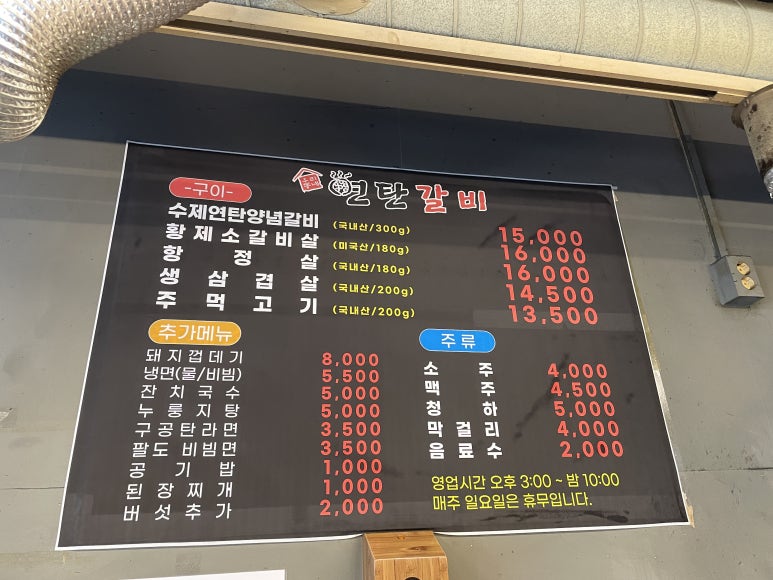 연탄갈비
-구이-
수제연탄양념갈비 (국내산/300g) 15,000
황제소갈비살 (미국산/180g) 16,000
항정살 (국내산/180g) 16,000
생삼겹살 (국내산/200g) 14,500
주먹고기 (국내산/200g) 13,500
추가메뉴
돼지껍데기 8,000
냉면(물/비빔) 5,500
잔치국수 5,000
누룽지탕 5,000
구공탄라면 3,500
팔도 비빔면 3,500
공기밥 1,000
된장찌개 1,000
버섯추가 2,000
주류
소주 4,000
맥주 4,500
청하 5,000
막걸리 4,000
음료수 2,000
영업시간 오후 3:00 ~ 밤 10:00
매주 일요일은 휴무입니다.